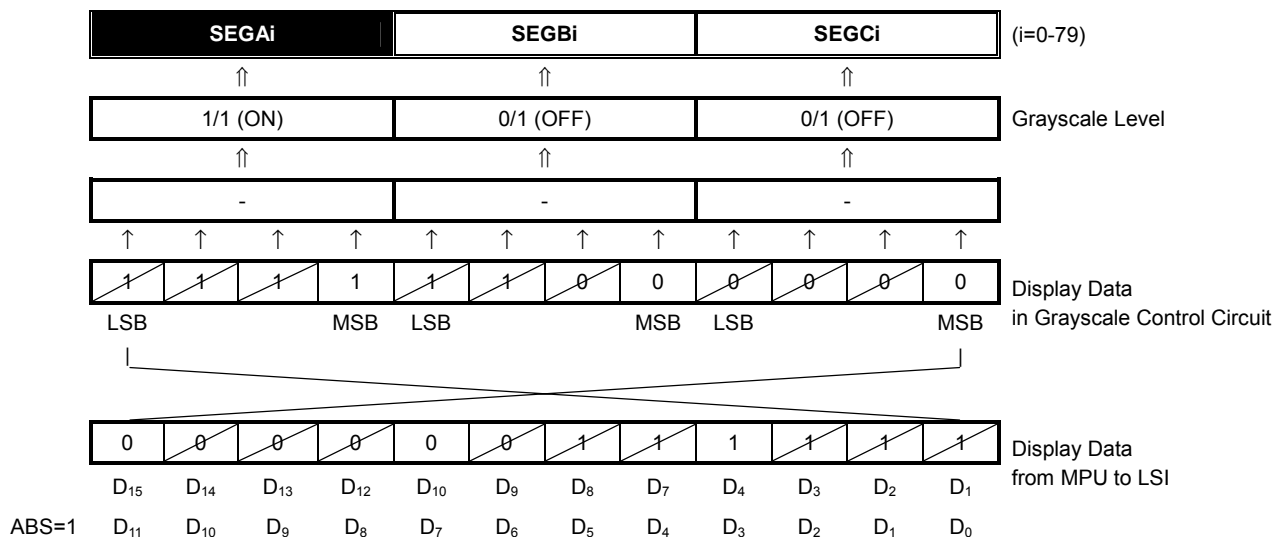 SEGAi SEGBi SEGCi (i=0-79)
⇑ ⇑ ⇑
1/1 (ON) 0/1 (OFF) 0/1 (OFF) Grayscale Level
⇑ ⇑ ⇑
- - -
↑ ↑ ↑ ↑ ↑ ↑ ↑ ↑ ↑ ↑ ↑ ↑
1 1 1 1 1 1 0 0 0 0 0 0 Display Data
in Grayscale Control Circuit
LSB MSB LSB MSB LSB MSB
0 0 0 0 0 0 1 1 1 1 1 1 Display Data
from MPU to LSI
D15 D14 D13 D12 D10 D9 D8 D7 D4 D3 D2 D1
ABS=1 D11 D10 D9 D8 D7 D6 D5 D4 D3 D2 D1 D0